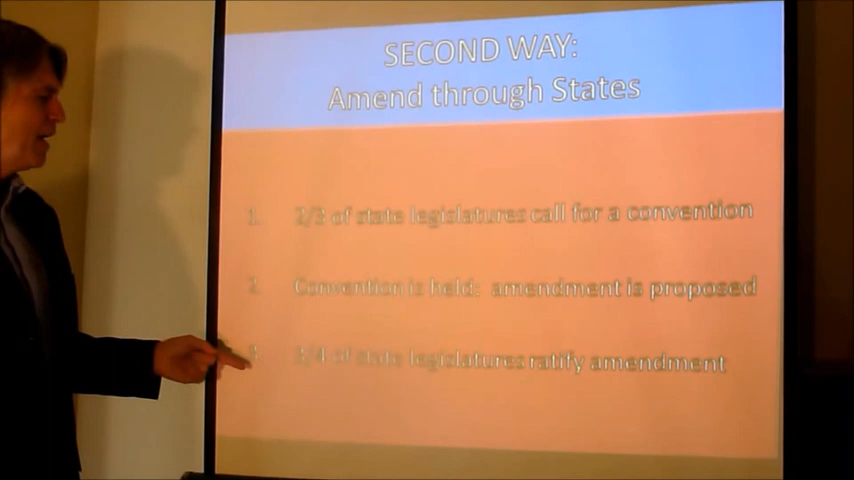 SECOND WAY:
Amend through States
1. 2/3 of state legislatures call for a convention
2. Convention is held: amendment is proposed
3. 3/4 of state legislatures ratify amendment